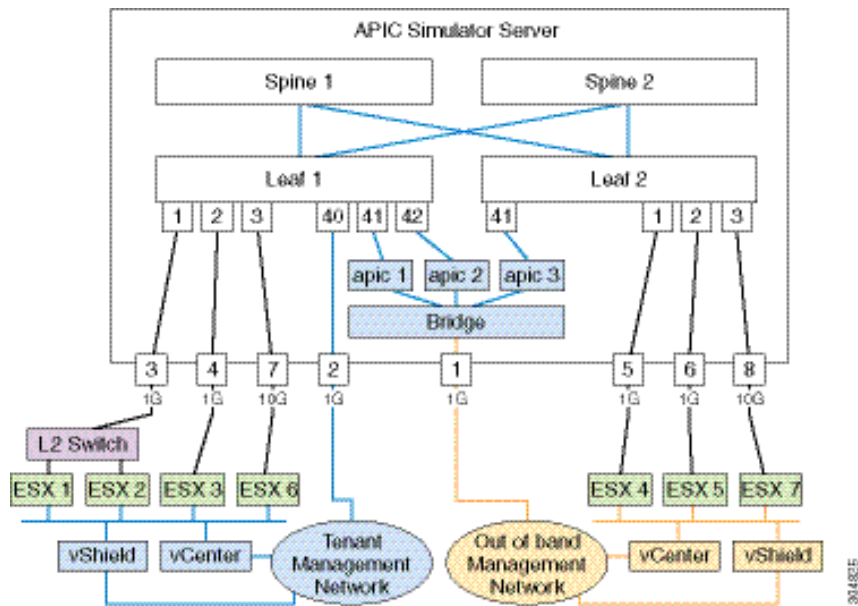 APIC Simulator Server
Spine 1
Spine 2
Leaf 1
Leaf 2
1
2
3
40
41
42
41
1
2
3
apic 1
apic 2
apic 3
Bridge
3
4
7
2
1
5
6
8
1G
1G
10G
1G
1G
1G
1G
10G
L2 Switch
ESX 1
ESX 2
ESX 3
ESX 6
ESX 4
ESX 5
ESX 7
vShield
vCenter
Tenant
Management
Network
Out of band
Management
Network
vCenter
vShield
304825